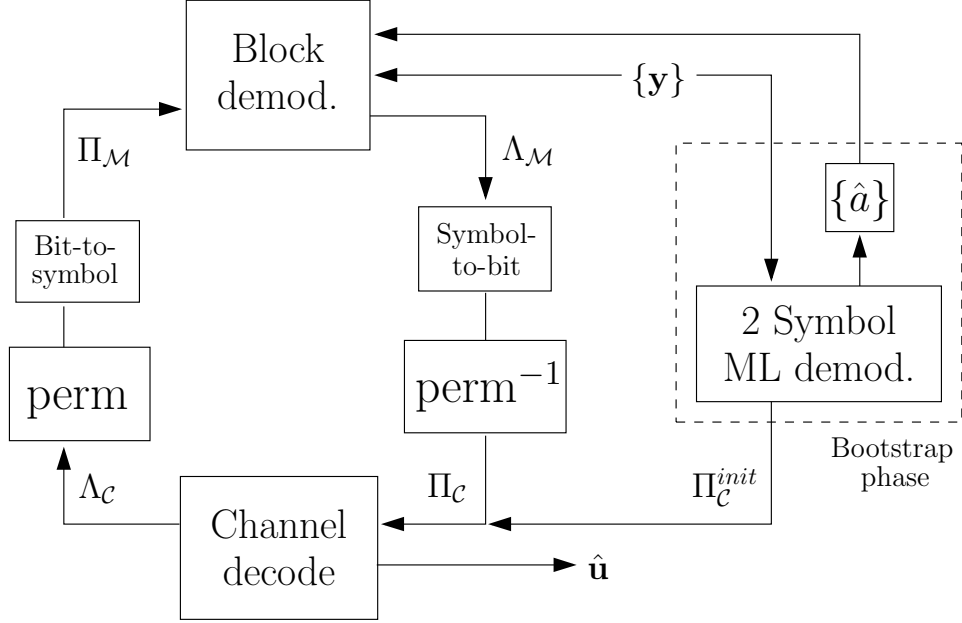 Block
demod.
{𝐲}
Π_ℳ
Λ_ℳ
{â}
Bit-to-
symbol
Symbol-
to-bit
2 Symbol
ML demod.
perm
perm⁻¹
Bootstrap
phase
Λ_𝒞
Π_𝒞
Π_𝒞^{init}
Channel
decode
𝐮̂